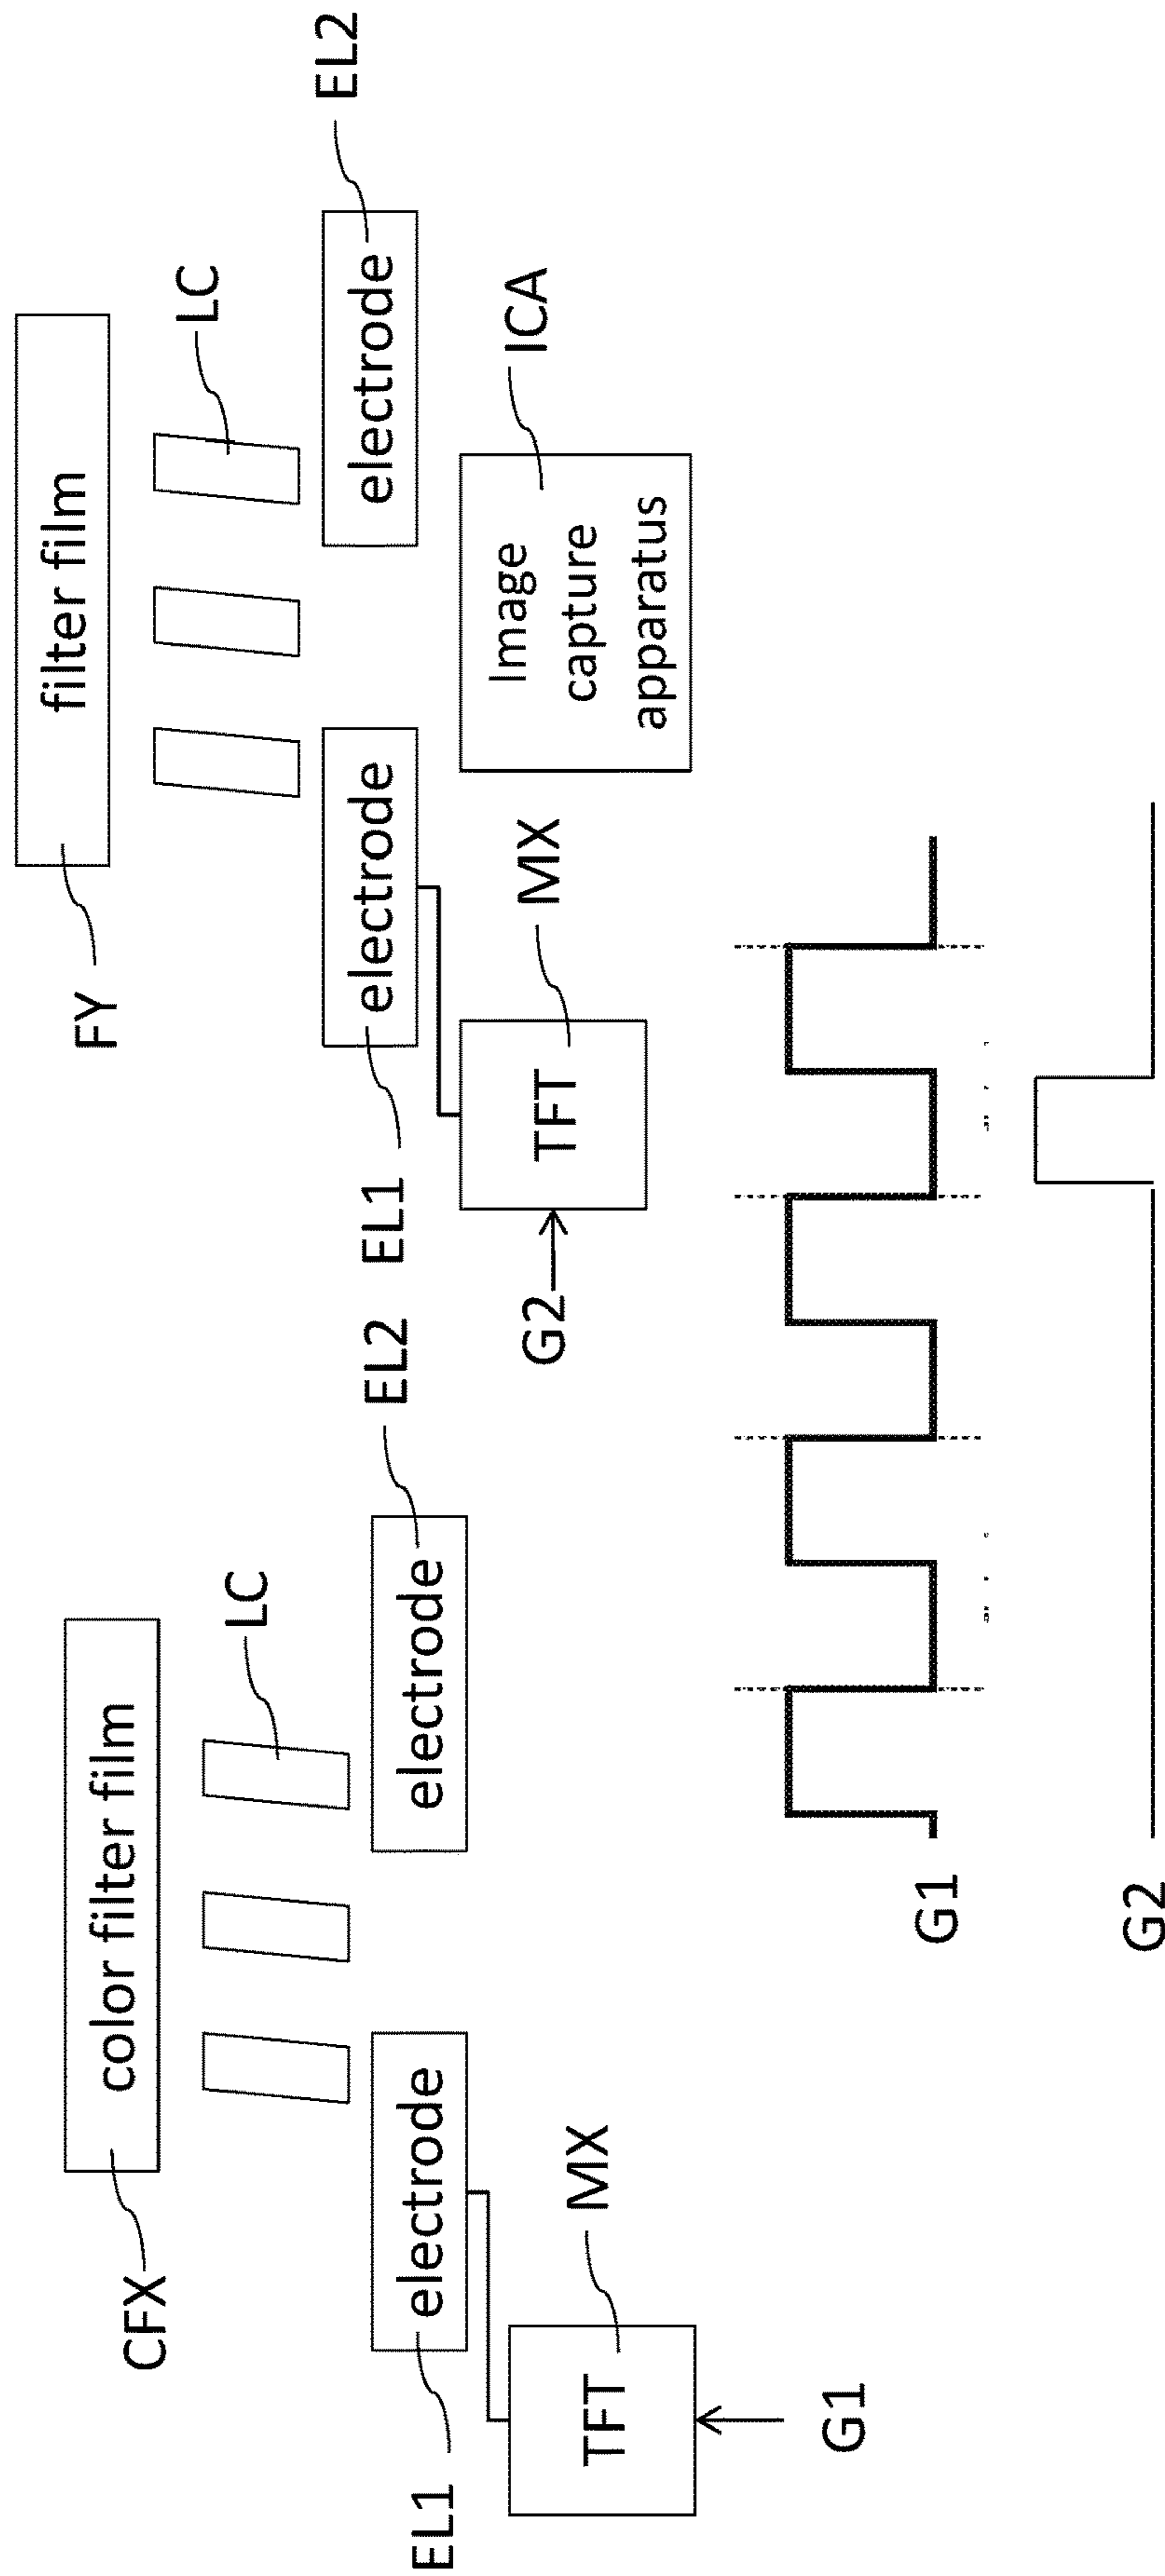 CFX
color filter film
LC
EL1
electrode
electrode
EL2
TFT
MX
G1
FY
filter film
LC
EL1
electrode
electrode
EL2
G2
TFT
MX
Image
capture
apparatus
ICA
G1
G2